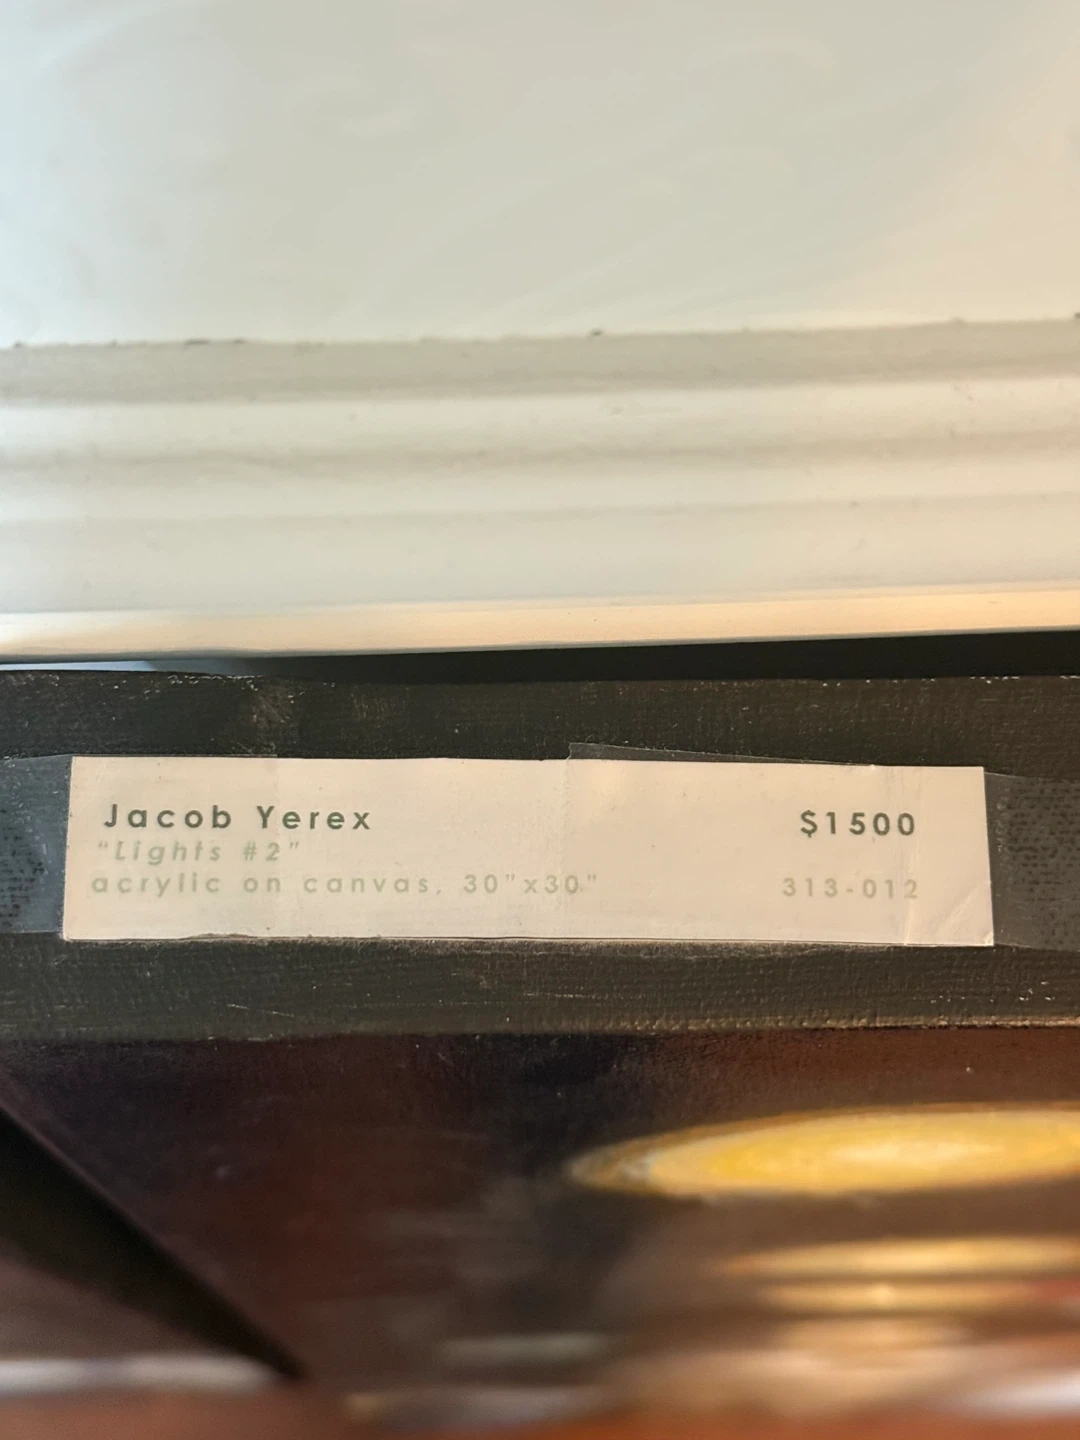 Jacob Yerex $1500
"Lights #2"
acrylic on canvas, 30"x30" 313-012